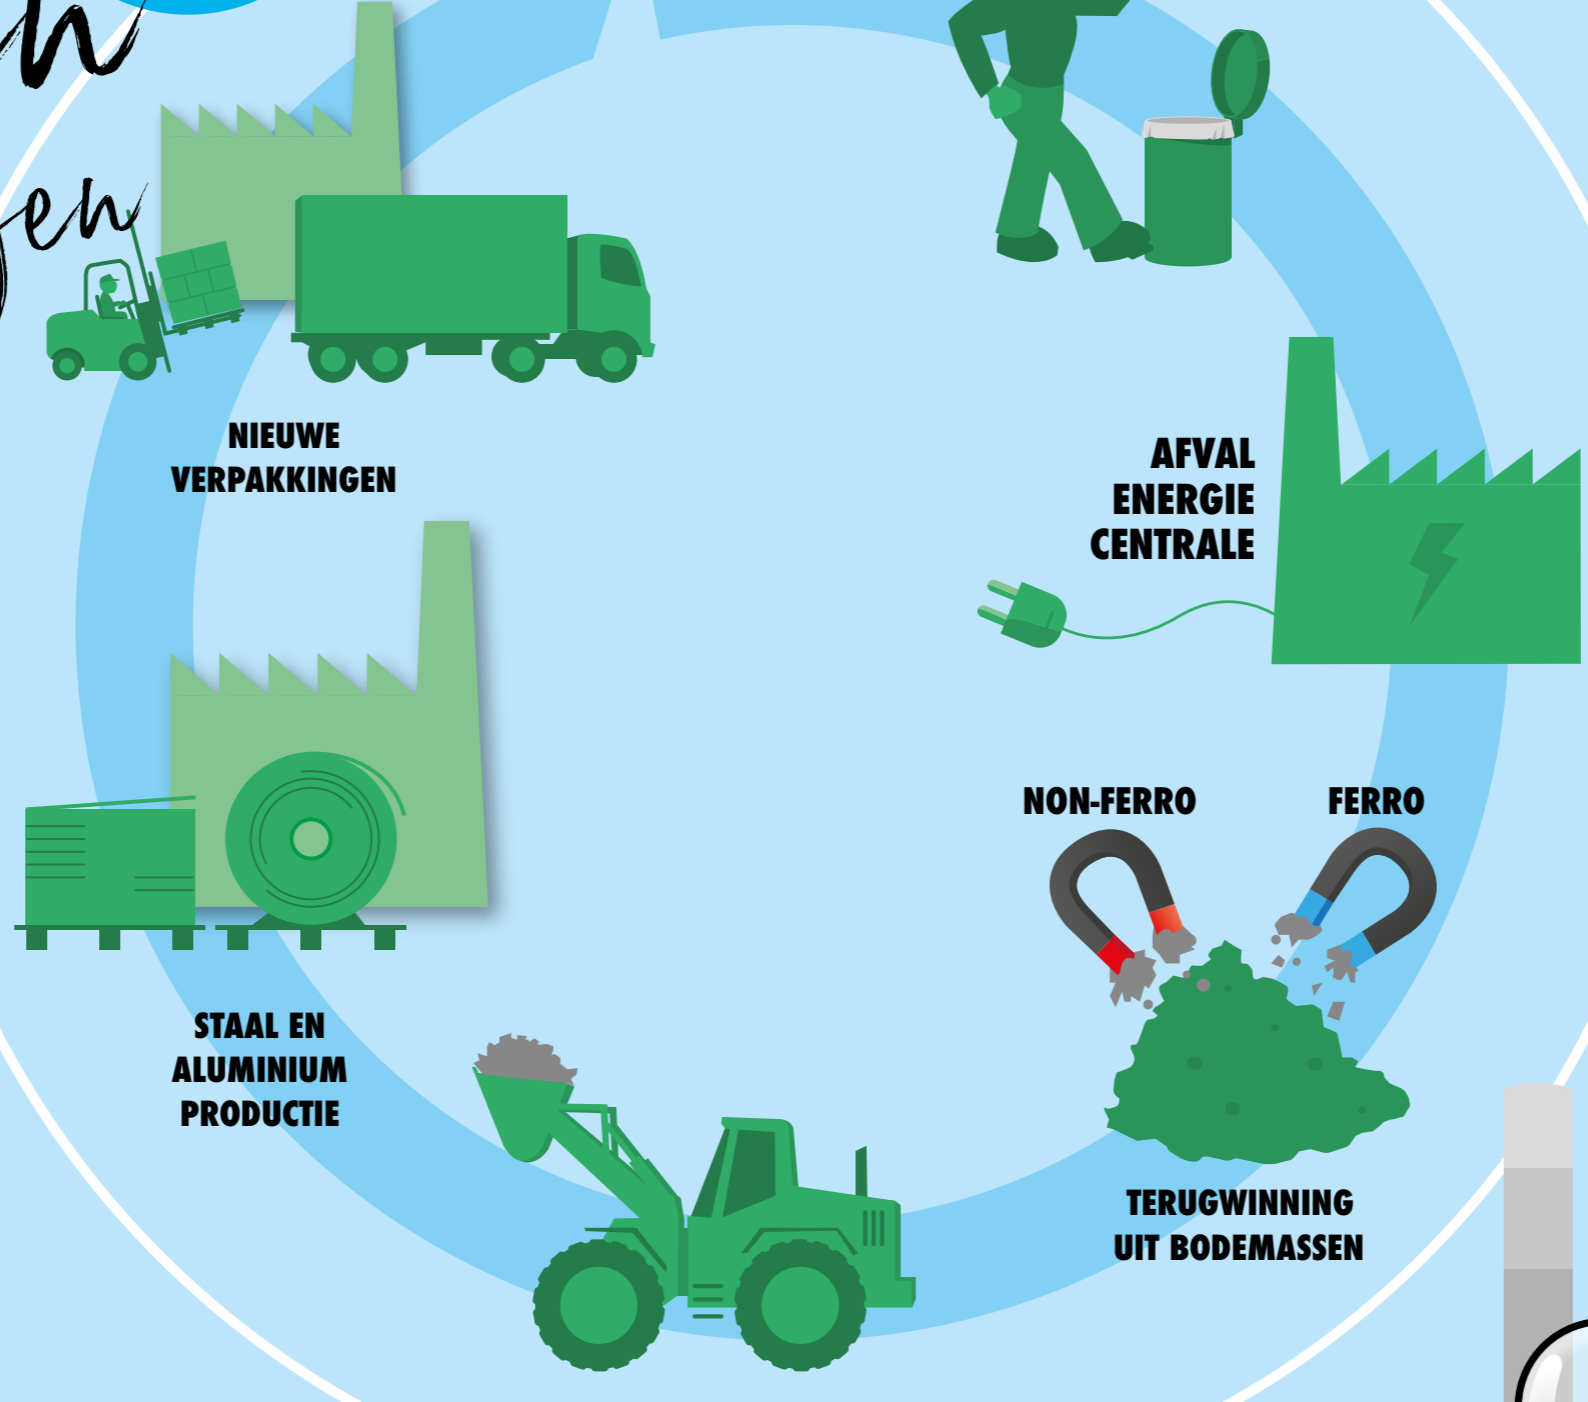 NIEUWE
VERPAKKINGEN
AFVAL
ENERGIE
CENTRALE
NON-FERRO
FERRO
STAAL EN
ALUMINIUM
PRODUCTIE
TERUGWINNING
UIT BODEMASSEN